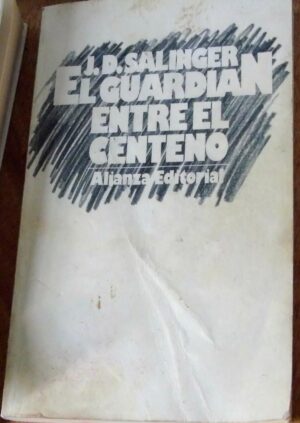 J.D.SALINGER
EL GUARDIAN
ENTRE EL
CENTENO
Alianza Editorial